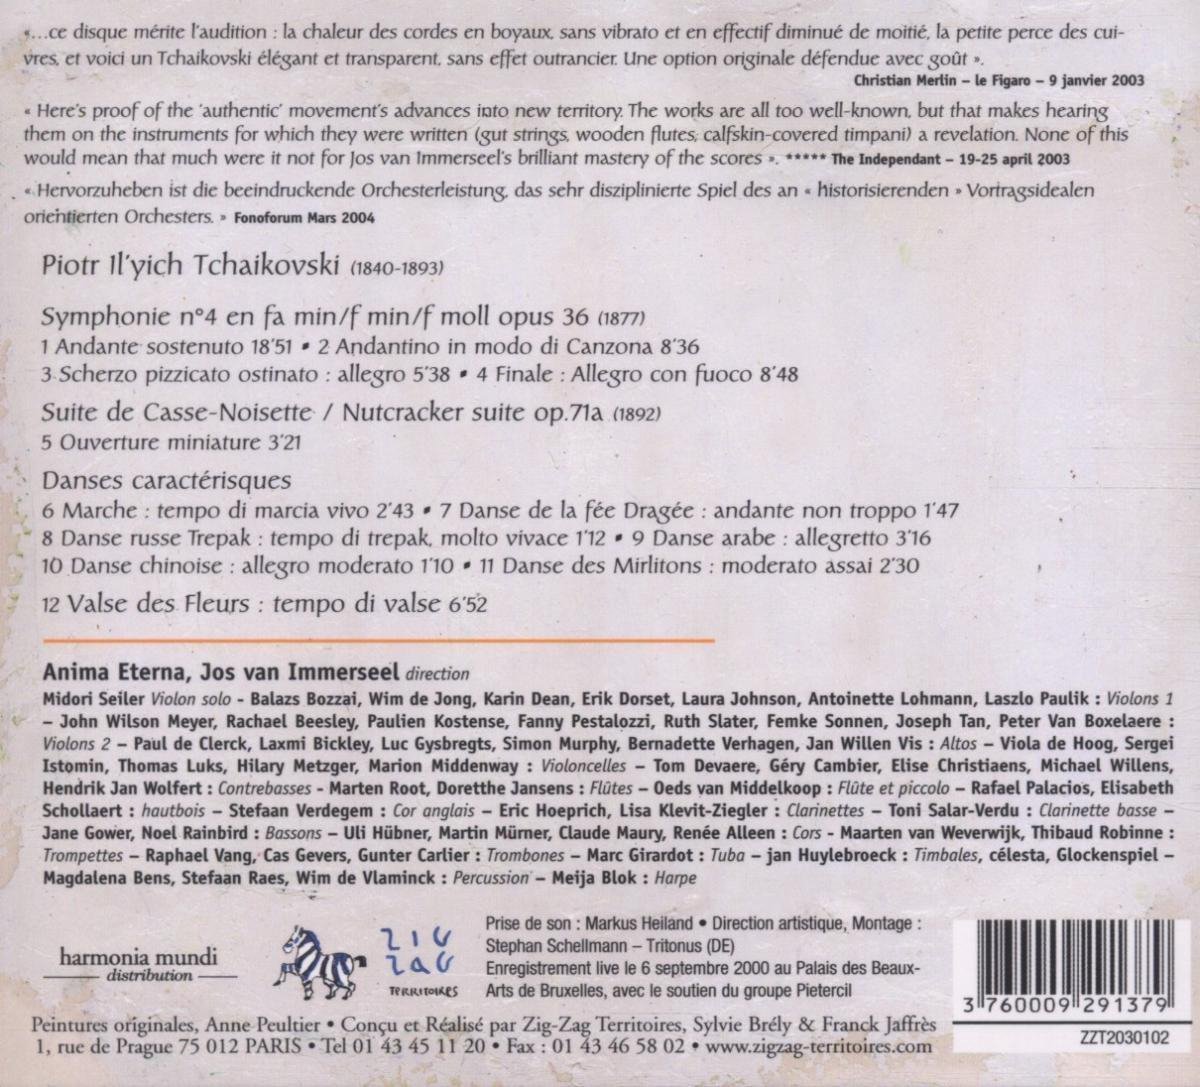 «…ce disque mérite l'audition : la chaleur des cordes en boyaux, sans vibrato et en effectif diminué de moitié, la petite perce des cui-
vres, et voici un Tchaikovski élégant et transparent, sans effet outrancier. Une option originale défendue avec goût ».
Christian Merlin – le Figaro – 9 janvier 2003
« Here's proof of the 'authentic' movement's advances into new territory. The works are all too well-known, but that makes hearing
them on the instruments for which they were written (gut strings, wooden flutes, calfskin-covered timpani) a revelation. None of this
would mean that much were it not for Jos van Immerseel's brilliant mastery of the scores ». ***** The Independant – 19-25 april 2003
« Hervorzuheben ist die beeindruckende Orchesterleistung, das sehr disziplinierte Spiel des an « historisierenden » Vortragsidealen
orientierten Orchesters. » Fonoforum Mars 2004
Piotr Il'yich Tchaikovski (1840-1893)
Symphonie n°4 en fa min/f min/f moll opus 36 (1877)
1 Andante sostenuto 18'51 • 2 Andantino in modo di Canzona 8'36
3 Scherzo pizzicato ostinato : allegro 5'38 • 4 Finale : Allegro con fuoco 8'48
Suite de Casse-Noisette / Nutcracker suite op.71a (1892)
5 Ouverture miniature 3'21
Danses caractérisques
6 Marche : tempo di marcia vivo 2'43 • 7 Danse de la fée Dragée : andante non troppo 1'47
8 Danse russe Trepak : tempo di trepak, molto vivace 1'12 • 9 Danse arabe : allegretto 3'16
10 Danse chinoise : allegro moderato 1'10 • 11 Danse des Mirlitons : moderato assai 2'30
12 Valse des Fleurs : tempo di valse 6'52
Anima Eterna, Jos van Immerseel direction
Midori Seiler Violon solo - Balazs Bozzai, Wim de Jong, Karin Dean, Erik Dorset, Laura Johnson, Antoinette Lohmann, Laszlo Paulik : Violons 1
– John Wilson Meyer, Rachael Beesley, Paulien Kostense, Fanny Pestalozzi, Ruth Slater, Femke Sonnen, Joseph Tan, Peter Van Boxelaere :
Violons 2 – Paul de Clerck, Laxmi Bickley, Luc Gysbregts, Simon Murphy, Bernadette Verhagen, Jan Willen Vis : Altos – Viola de Hoog, Sergei
Istomin, Thomas Luks, Hilary Metzger, Marion Middenway : Violoncelles – Tom Devaere, Géry Cambier, Elise Christiaens, Michael Willens,
Hendrik Jan Wolfert : Contrebasses - Marten Root, Doretthe Jansens : Flûtes – Oeds van Middelkoop : Flûte et piccolo – Rafael Palacios, Elisabeth
Schollaert : hautbois – Stefaan Verdegem : Cor anglais – Eric Hoeprich, Lisa Klevit-Ziegler : Clarinettes – Toni Salar-Verdu : Clarinette basse –
Jane Gower, Noel Rainbird : Bassons – Uli Hübner, Martin Mürner, Claude Maury, Renée Alleen : Cors - Maarten van Weverwijk, Thibaud Robinne :
Trompettes – Raphael Vang, Cas Gevers, Gunter Carlier : Trombones – Marc Girardot : Tuba – jan Huylebroeck : Timbales, célesta, Glockenspiel –
Magdalena Bens, Stefaan Raes, Wim de Vlaminck : Percussion – Meija Blok : Harpe
harmonia mundi
distribution
ZIG
ZAG
TERRITOIRES
Prise de son : Markus Heiland • Direction artistique, Montage :
Stephan Schellmann – Tritonus (DE)
Enregistrement live le 6 septembre 2000 au Palais des Beaux-
Arts de Bruxelles, avec le soutien du groupe Pietercil
3 760009 291379
ZZT2030102
Peintures originales, Anne Peultier • Conçu et Réalisé par Zig-Zag Territoires, Sylvie Brély & Franck Jaffrès
1, rue de Prague 75 012 PARIS • Tel 01 43 45 11 20 • Fax : 01 43 46 58 02 • www.zigzag-territoires.com